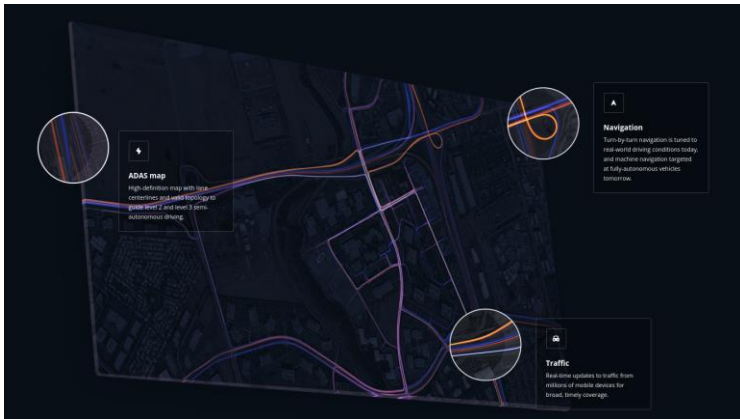 Navigation
Turn-by-turn navigation is tuned to
real-world driving conditions today,
and machine navigation targeted
at fully-autonomous vehicles
tomorrow.
ADAS map
High-definition map with lane
centerlines and valid topology to
guide level 2 and level 3 semi-
autonomous driving.
Traffic
Real-time updates to traffic from
millions of mobile devices for
broad, timely coverage.